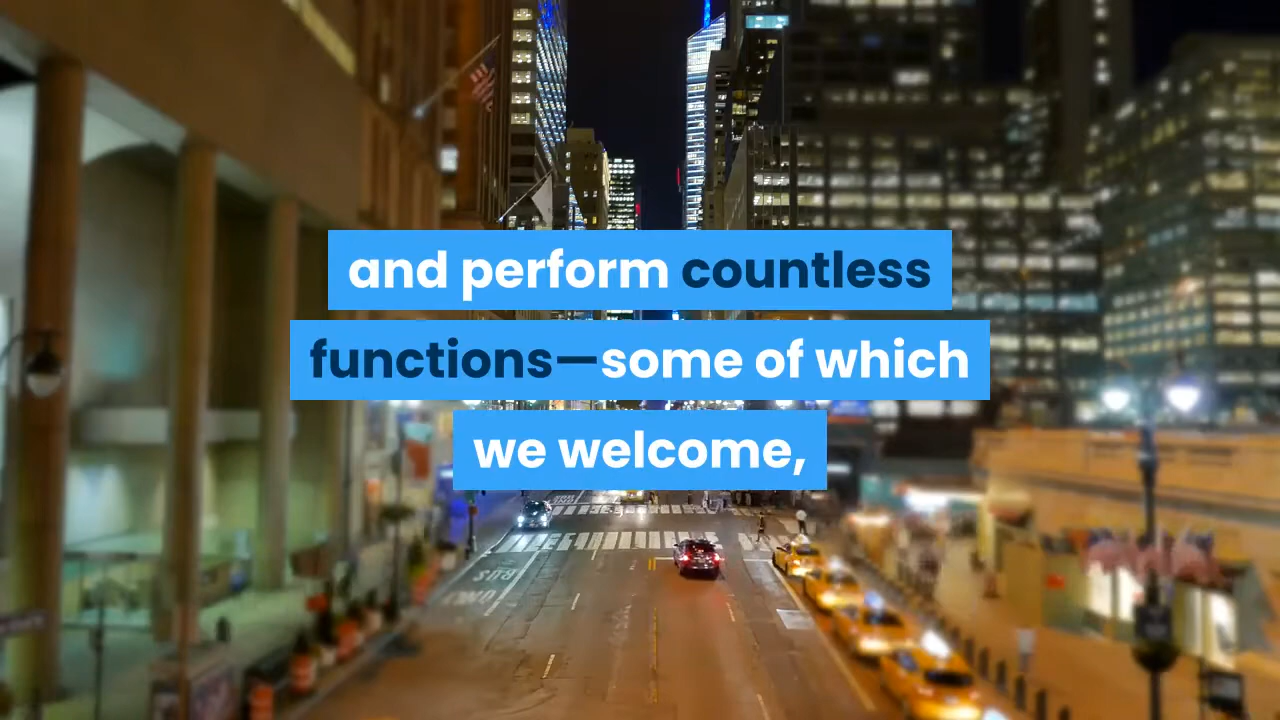 and perform countless
functions—some of which
we welcome,